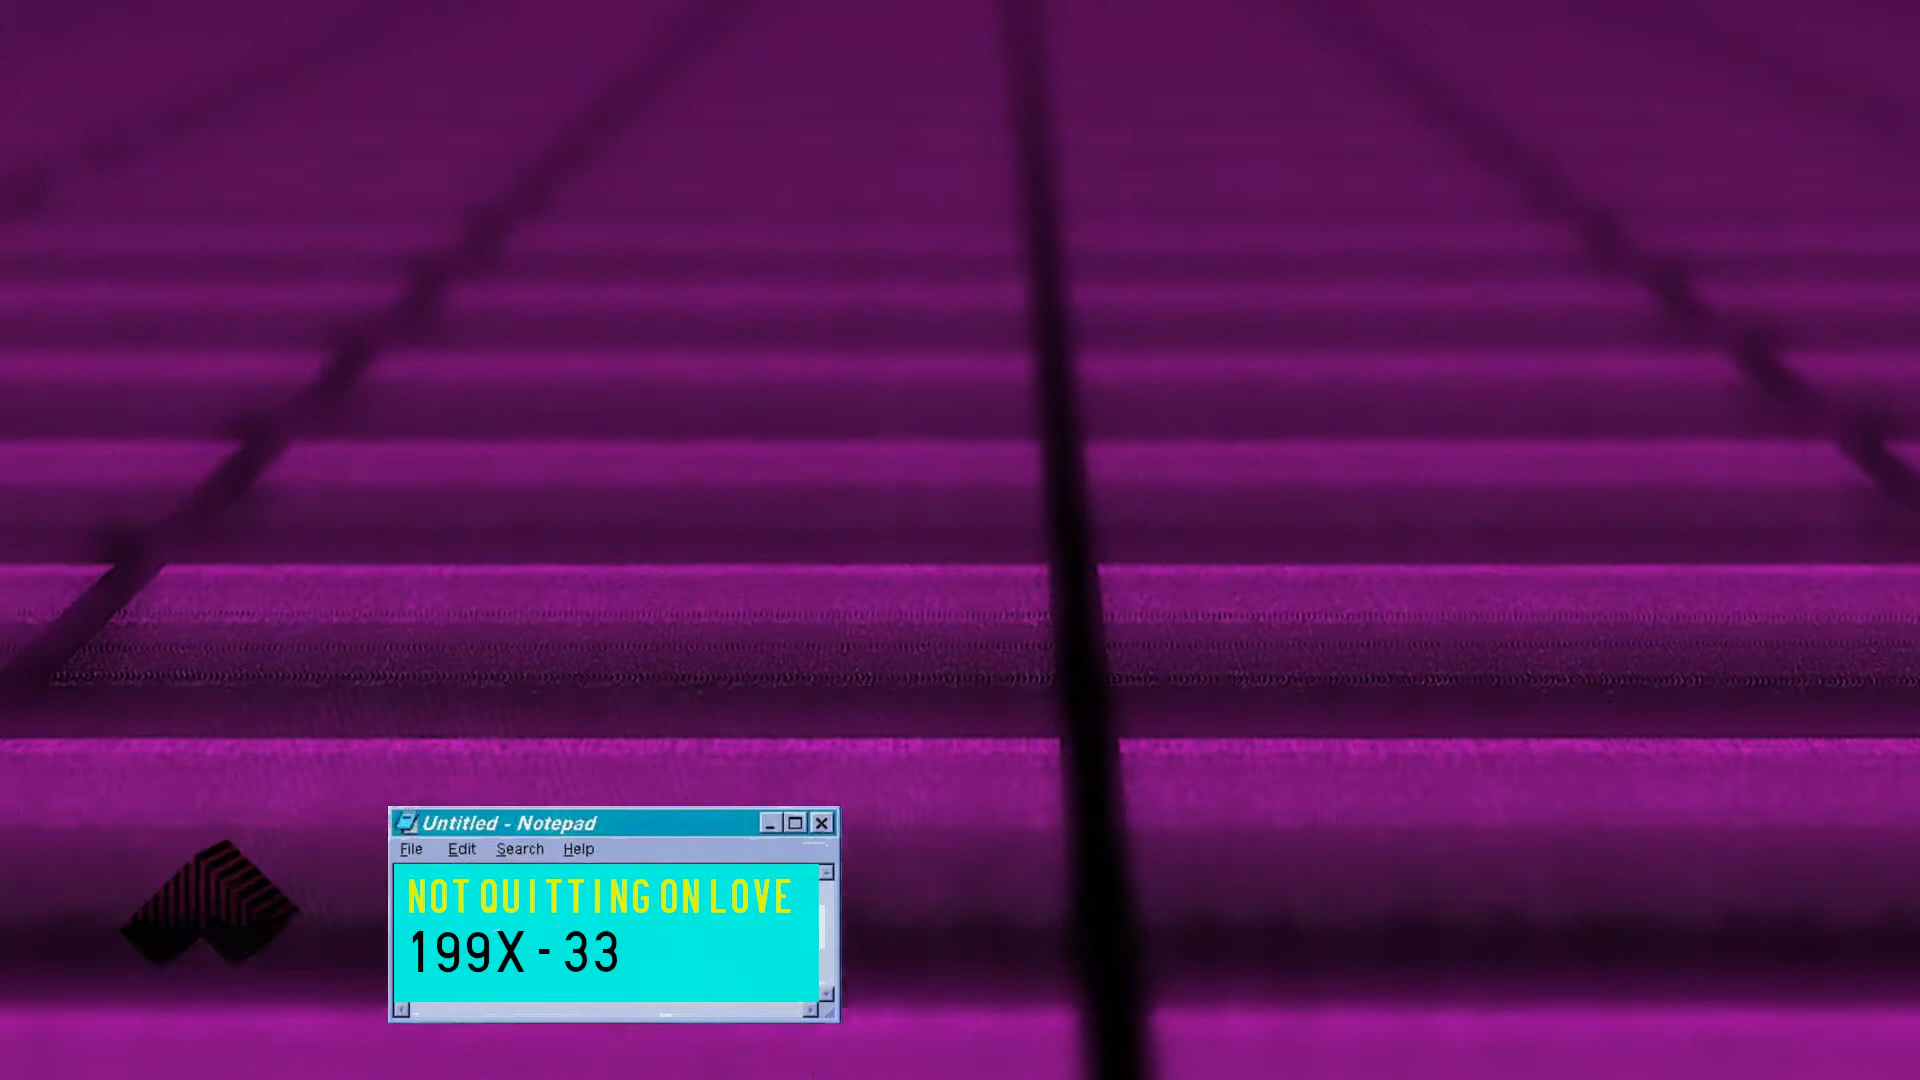 Untitled - Notepad
File Edit Search Help
NOT QUITTING ON LOVE
199X - 33